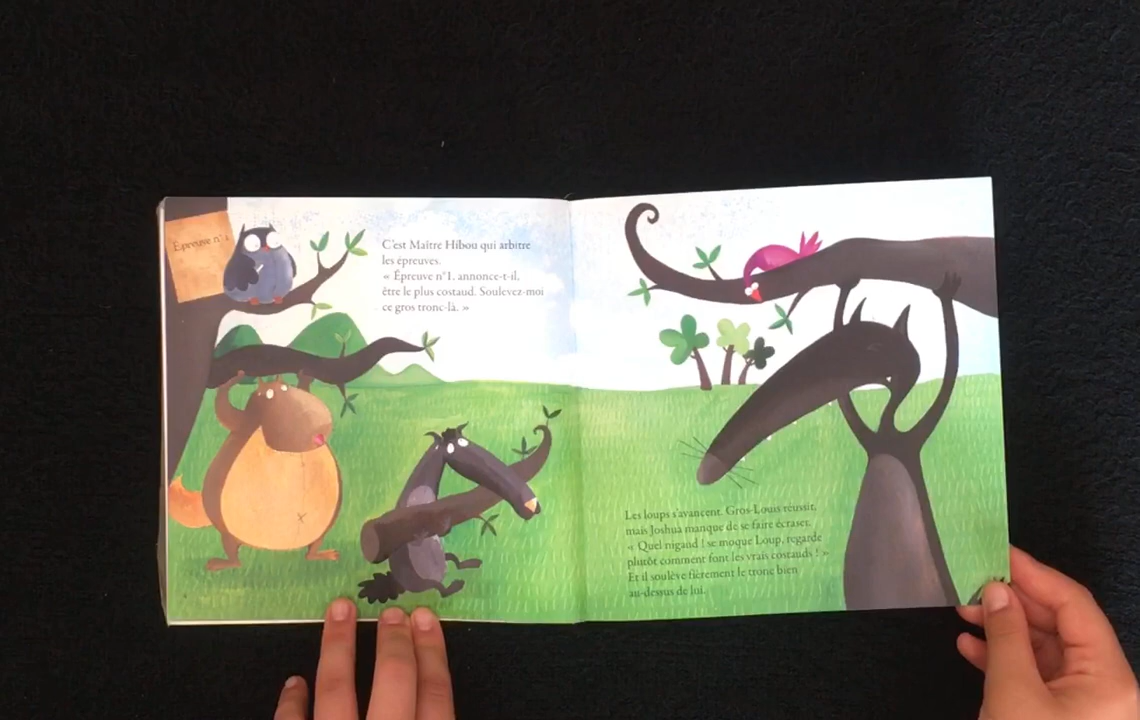 Épreuve n°1
C'est Maître Hibou qui arbitre
les épreuves.
« Épreuve n°1, annonce-t-il,
être le plus costaud. Soulevez-moi
ce gros tronc-là. »
Les loups s'avancent. Gros-Louis réussit,
mais Joshua manque de se faire écraser.
« Quel nigaud ! se moque Loup, regarde
plutôt comment font les vrais costauds ! »
Et il soulève fièrement le tronc bien
au-dessus de lui.